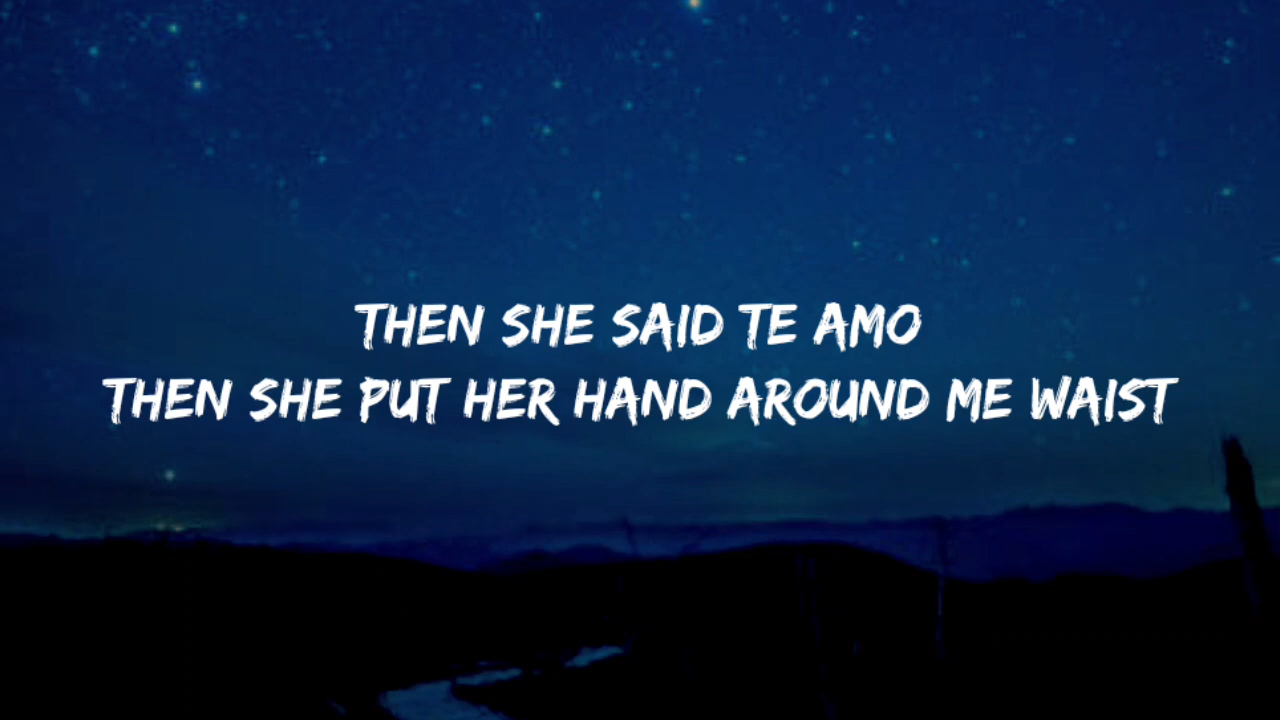 THEN SHE SAID TE AMO
THEN SHE PUT HER HAND AROUND ME WAIST